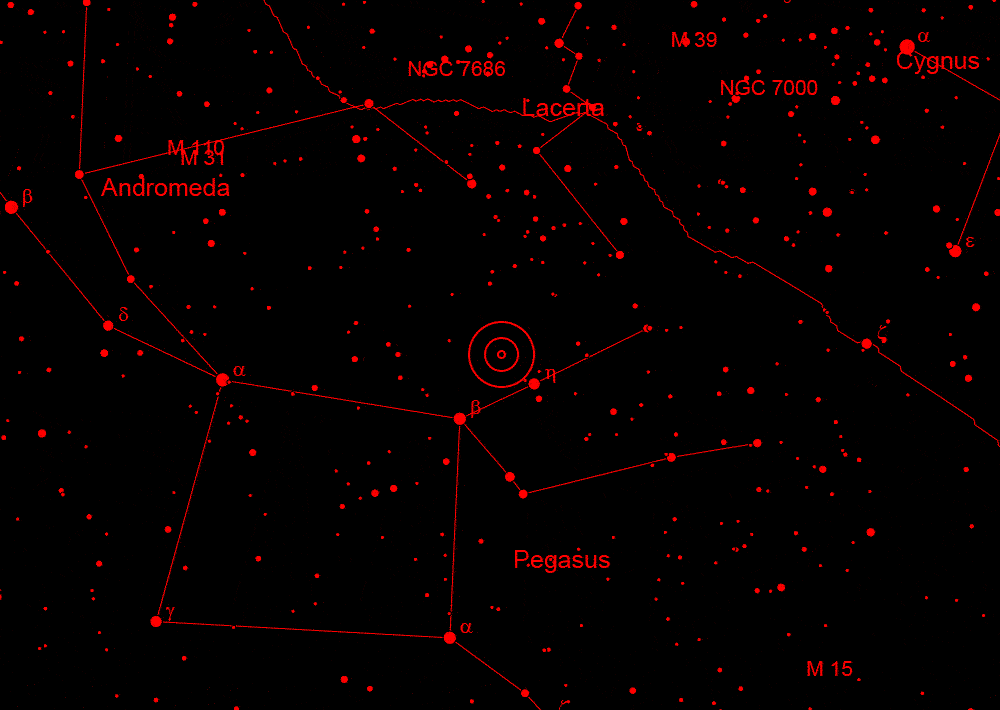 α
M 39
Cygnus
NGC 7686
NGC 7000
Lacerta
M 110
M 31
Andromeda
β
ε
δ
ζ
α
η
β
Pegasus
γ
α
M 15